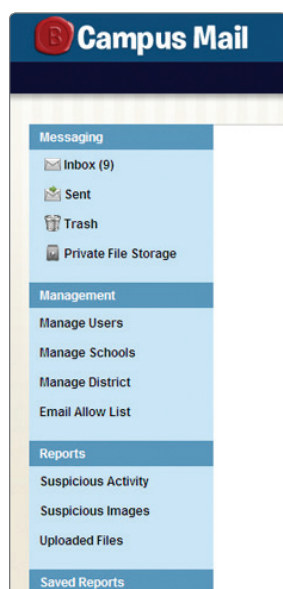 B Campus Mail
Messaging
Inbox (9)
Sent
Trash
Private File Storage
Management
Manage Users
Manage Schools
Manage District
Email Allow List
Reports
Suspicious Activity
Suspicious Images
Uploaded Files
Saved Reports